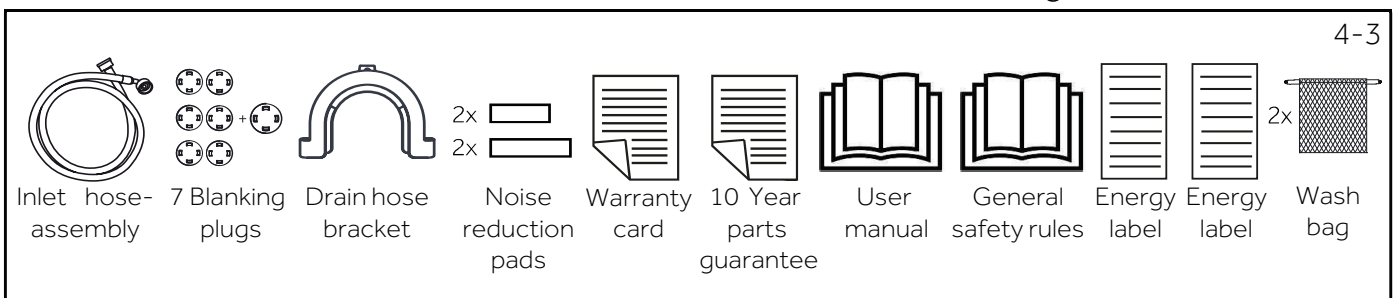 4-3
+
2x
2x
2x
Inlet hose-
assembly
7 Blanking
plugs
Drain hose
bracket
Noise
reduction
pads
Warranty
card
10 Year
parts
guarantee
User
manual
General
safety rules
Energy
label
Energy
label
Wash
bag